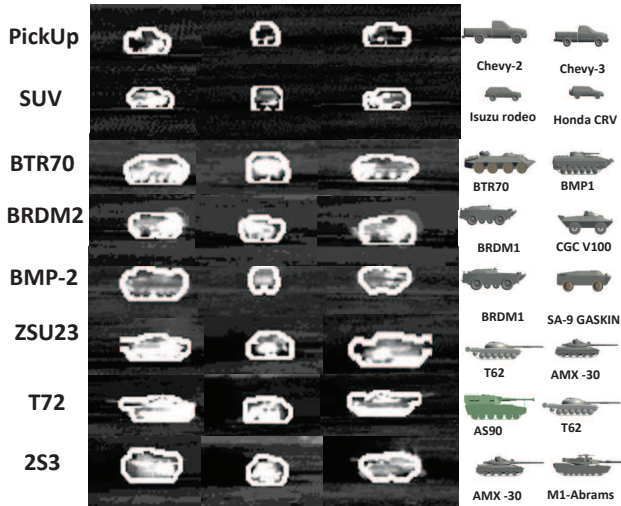 PickUp
Chevy-2 Chevy-3
SUV
Isuzu rodeo Honda CRV
BTR70
BTR70 BMP1
BRDM2
BRDM1 CGC V100
BMP-2
BRDM1 SA-9 GASKIN
ZSU23
T62 AMX -30
T72
AS90 T62
2S3
AMX -30 M1-Abrams